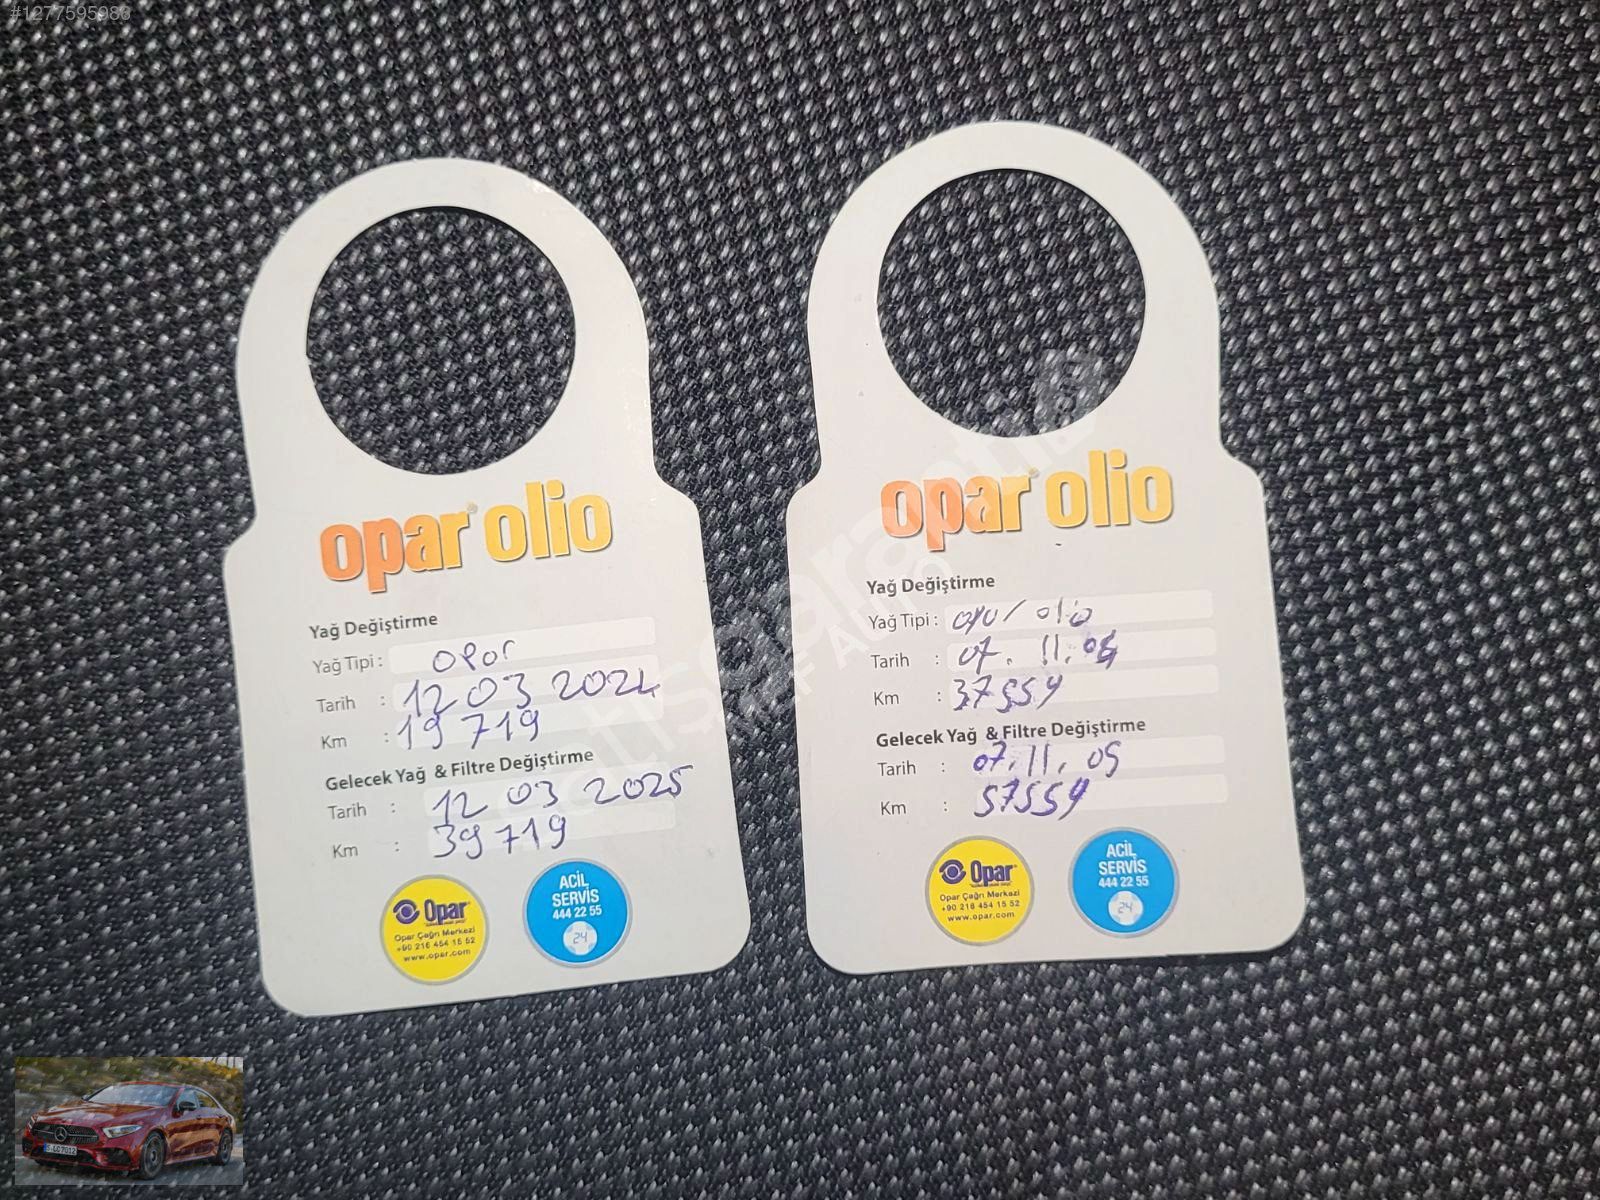 #1277595986
opar® olio
Yağ Değiştirme
Yağ Tipi : opar
Tarih : 12 03 2024
Km : 19 719
Gelecek Yağ & Filtre Değiştirme
Tarih : 12 03 2025
Km : 39 719
Opar
Opar Çağrı Merkezi
+90 216 454 15 52
www.opar.com
ACİL
SERVİS
444 22 55
24
opar® olio
Yağ Değiştirme
Yağ Tipi : opar olio
Tarih : 07. 11. 
Km : 37559
Gelecek Yağ & Filtre Değiştirme
Tarih : 07. 11. 05
Km : 57559
Opar
Opar Çağrı Merkezi
+90 216 454 15 52
www.opar.com
ACİL
SERVİS
444 22 55
24